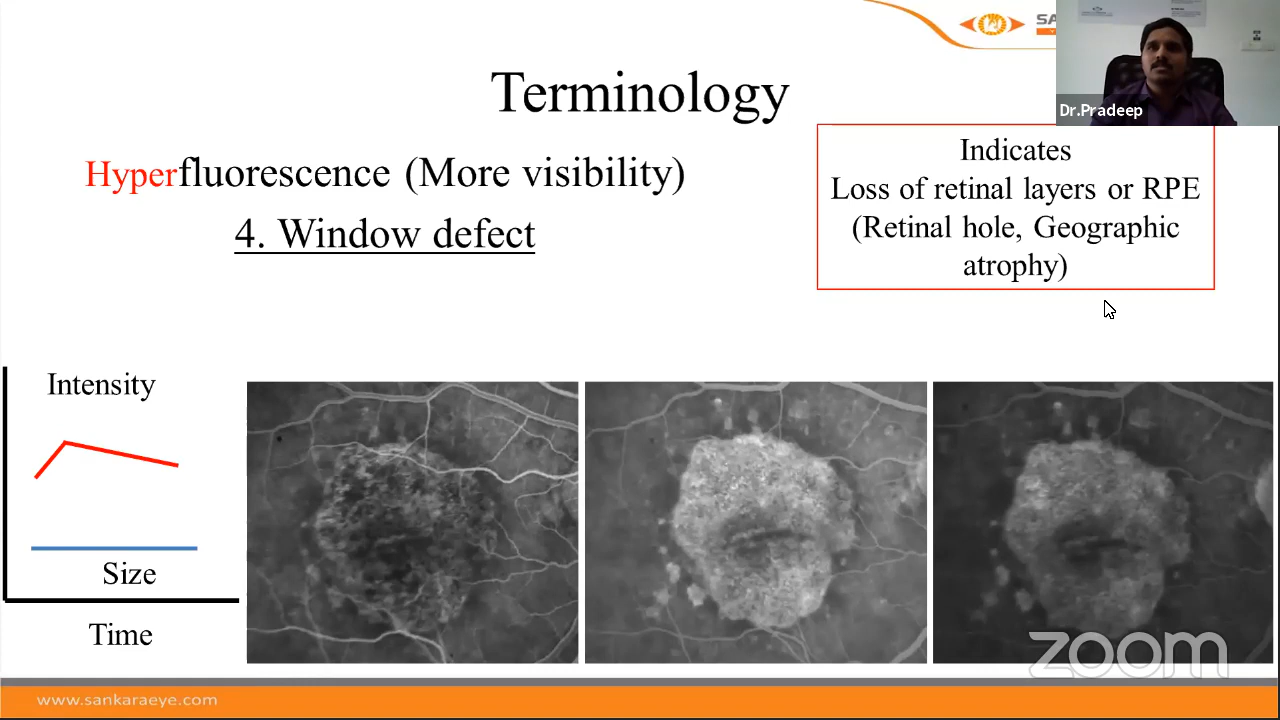 SA
Dr.Pradeep
Terminology
Hyperfluorescence (More visibility)
4. Window defect
Indicates
Loss of retinal layers or RPE
(Retinal hole, Geographic
atrophy)
Intensity
Size
Time
zoom
www.sankaraeye.com